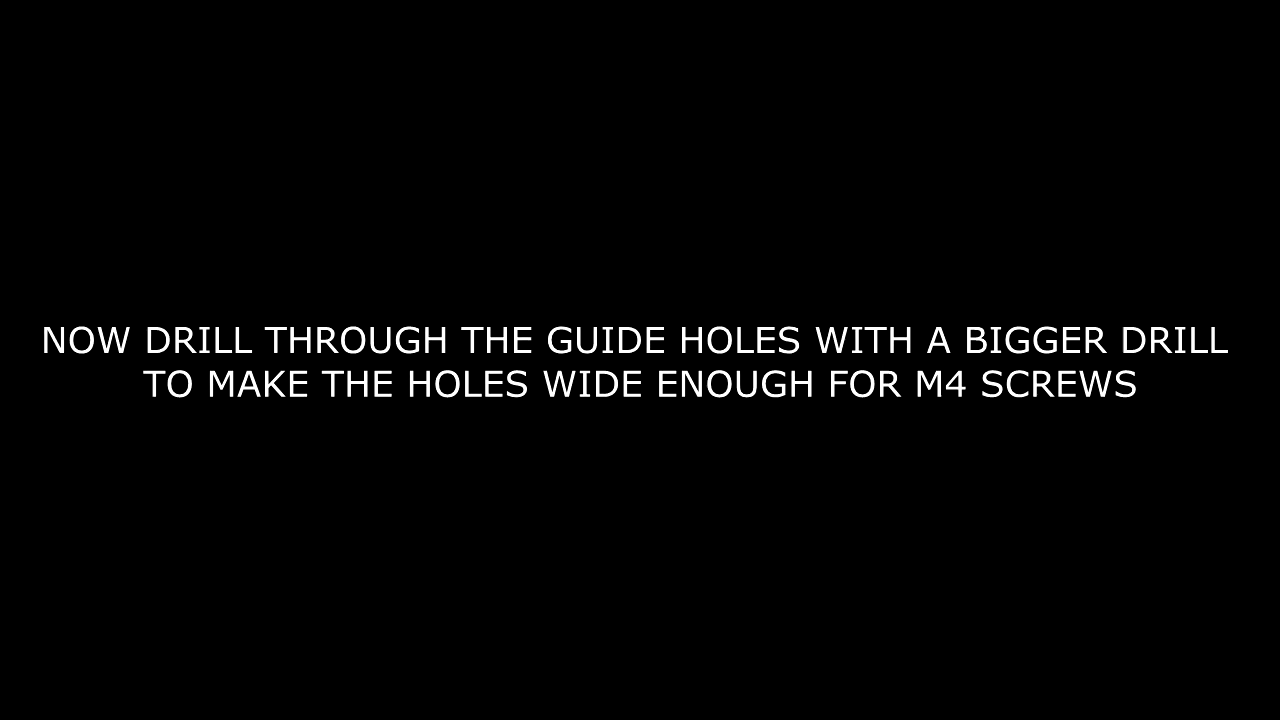 NOW DRILL THROUGH THE GUIDE HOLES WITH A BIGGER DRILL
TO MAKE THE HOLES WIDE ENOUGH FOR M4 SCREWS